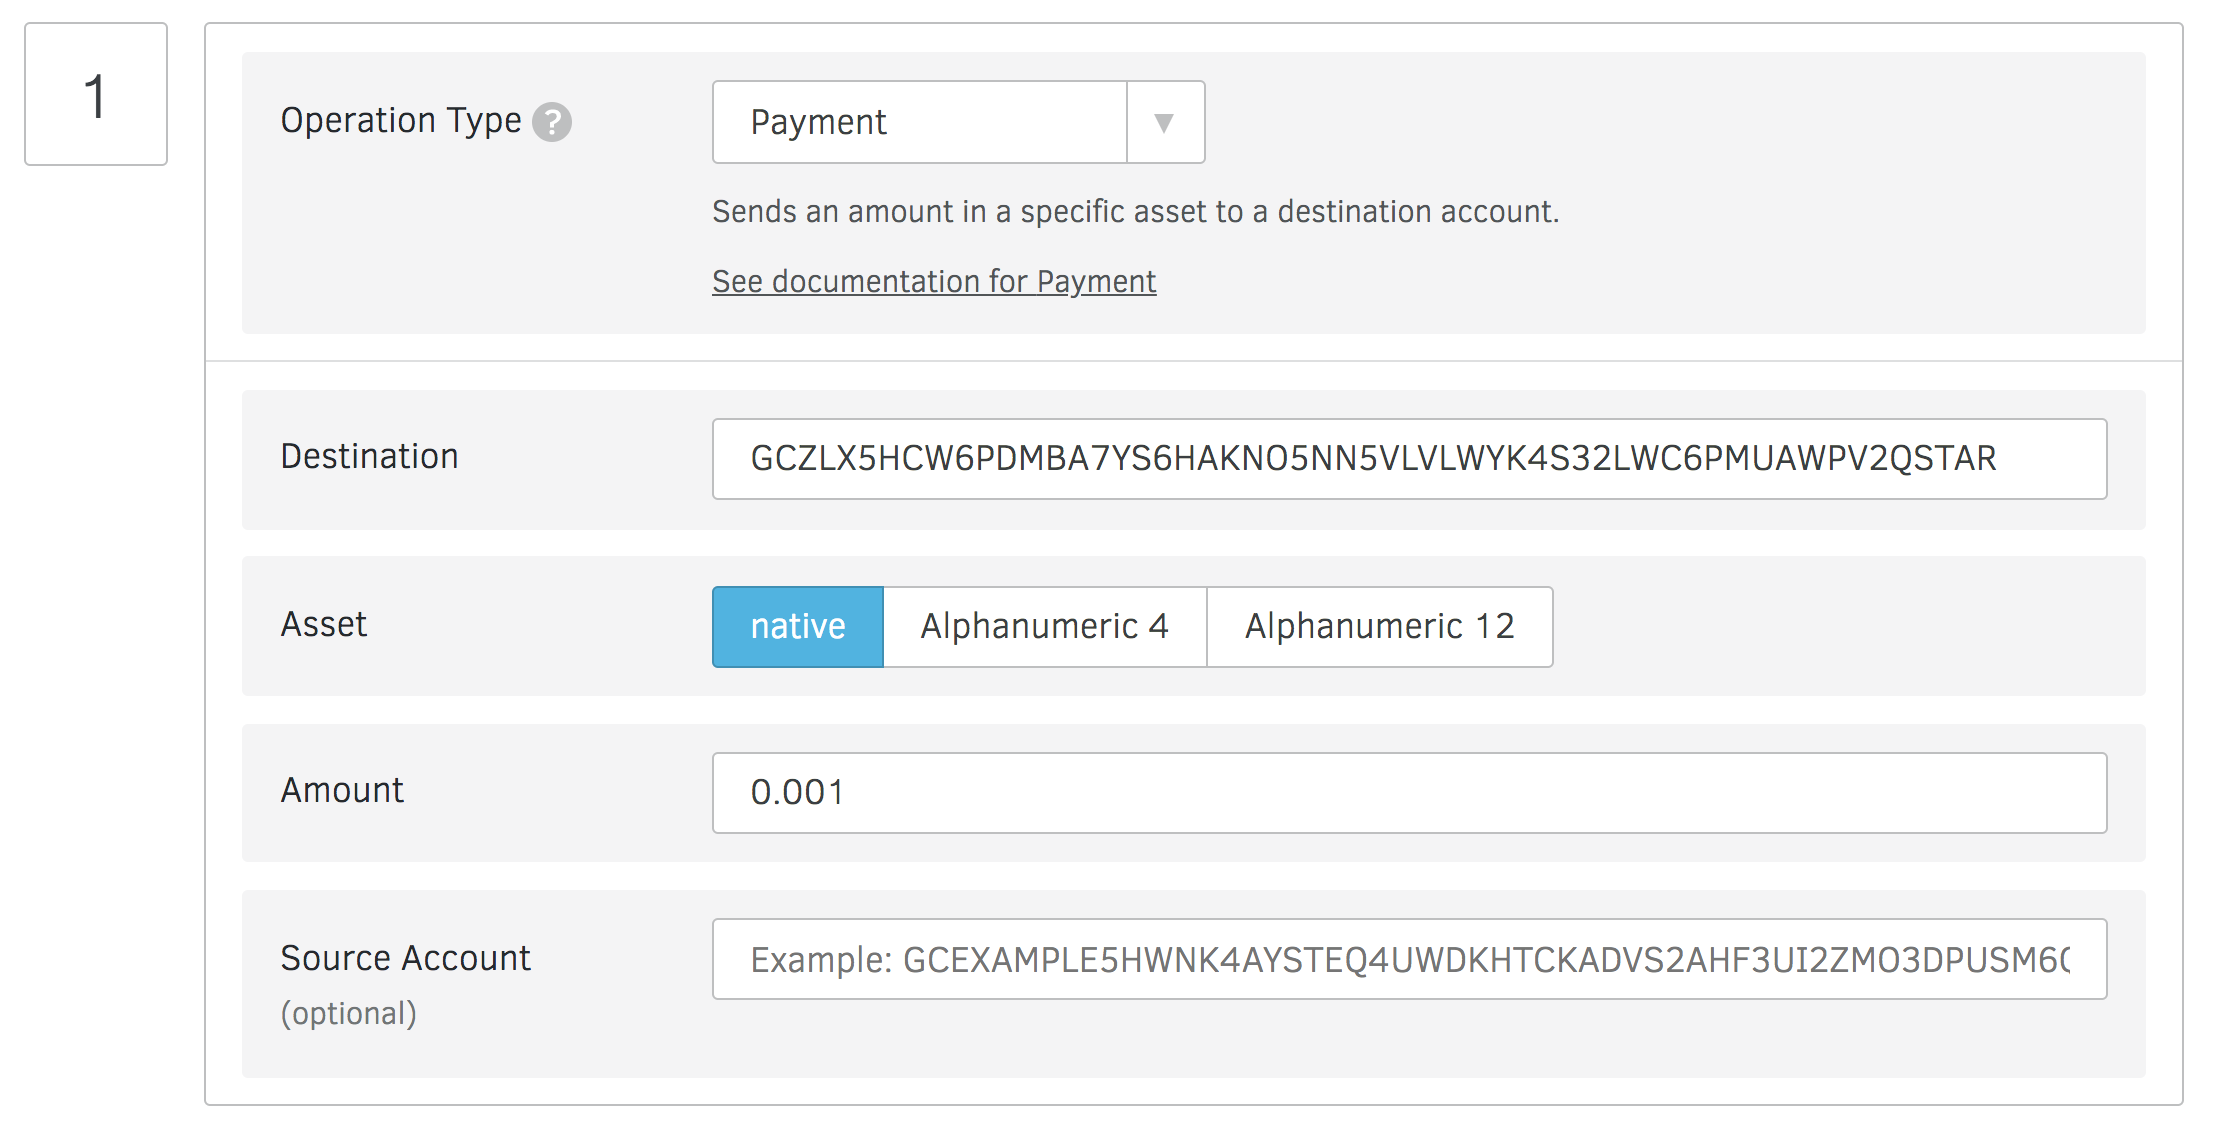 1
Operation Type ?
Payment
Sends an amount in a specific asset to a destination account.
See documentation for Payment
Destination
GCZLX5HCW6PDMBA7YS6HAKNO5NN5VLVLWYK4S32LWC6PMUAWPV2QSTAR
Asset
native Alphanumeric 4 Alphanumeric 12
Amount
0.001
Source Account
(optional)
Example: GCEXAMPLE5HWNK4AYSTEQ4UWDKHTCKADVS2AHF3UI2ZMO3DPUSM6